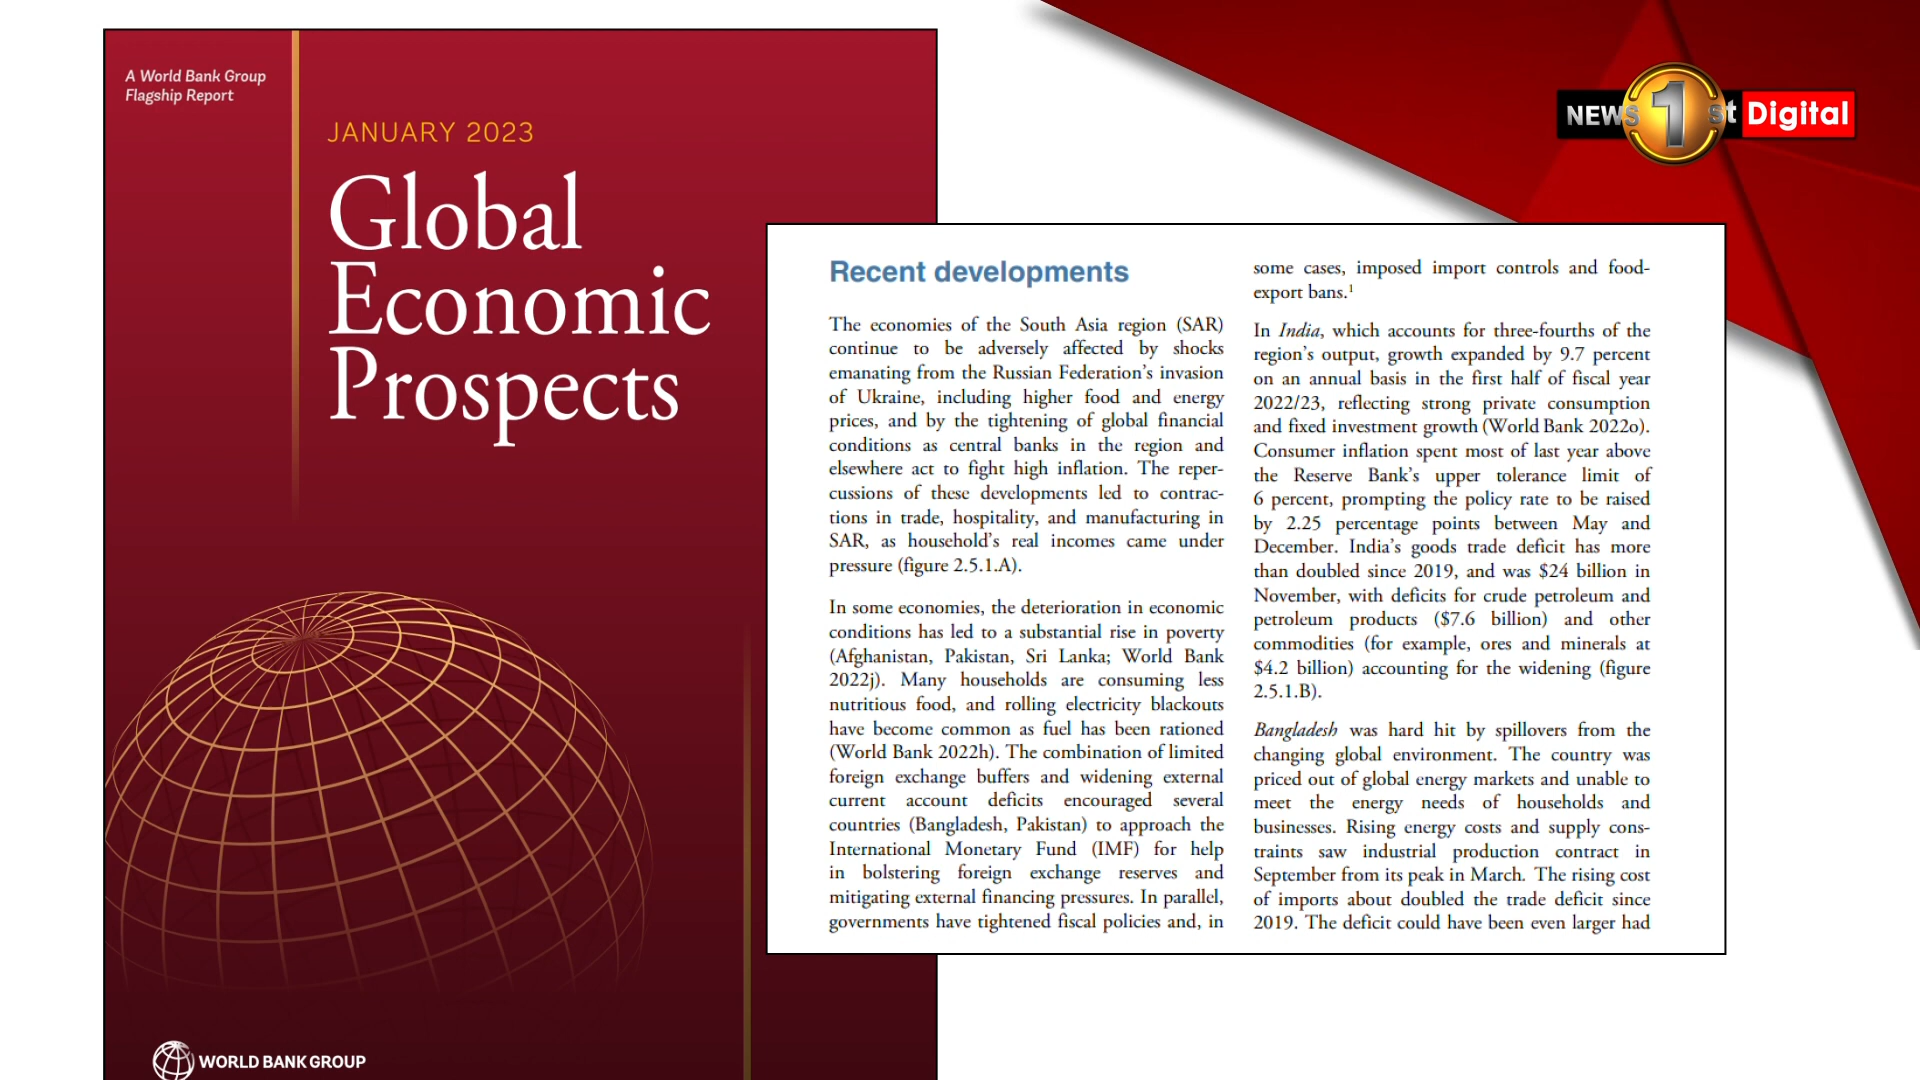 A World Bank Group
Flagship Report
JANUARY 2023
Global
Economic
Prospects
WORLD BANK GROUP
NEWS 1st Digital
Recent developments
The economies of the South Asia region (SAR)
continue to be adversely affected by shocks
emanating from the Russian Federation’s invasion
of Ukraine, including higher food and energy
prices, and by the tightening of global financial
conditions as central banks in the region and
elsewhere act to fight high inflation. The reper-
cussions of these developments led to contrac-
tions in trade, hospitality, and manufacturing in
SAR, as household’s real incomes came under
pressure (figure 2.5.1.A).
In some economies, the deterioration in economic
conditions has led to a substantial rise in poverty
(Afghanistan, Pakistan, Sri Lanka; World Bank
2022j). Many households are consuming less
nutritious food, and rolling electricity blackouts
have become common as fuel has been rationed
(World Bank 2022h). The combination of limited
foreign exchange buffers and widening external
current account deficits encouraged several
countries (Bangladesh, Pakistan) to approach the
International Monetary Fund (IMF) for help
in bolstering foreign exchange reserves and
mitigating external financing pressures. In parallel,
governments have tightened fiscal policies and, in
some cases, imposed import controls and food-
export bans.¹
In India, which accounts for three-fourths of the
region’s output, growth expanded by 9.7 percent
on an annual basis in the first half of fiscal year
2022/23, reflecting strong private consumption
and fixed investment growth (World Bank 2022o).
Consumer inflation spent most of last year above
the Reserve Bank’s upper tolerance limit of
6 percent, prompting the policy rate to be raised
by 2.25 percentage points between May and
December. India’s goods trade deficit has more
than doubled since 2019, and was $24 billion in
November, with deficits for crude petroleum and
petroleum products ($7.6 billion) and other
commodities (for example, ores and minerals at
$4.2 billion) accounting for the widening (figure
2.5.1.B).
Bangladesh was hard hit by spillovers from the
changing global environment. The country was
priced out of global energy markets and unable to
meet the energy needs of households and
businesses. Rising energy costs and supply cons-
traints saw industrial production contract in
September from its peak in March. The rising cost
of imports about doubled the trade deficit since
2019. The deficit could have been even larger had